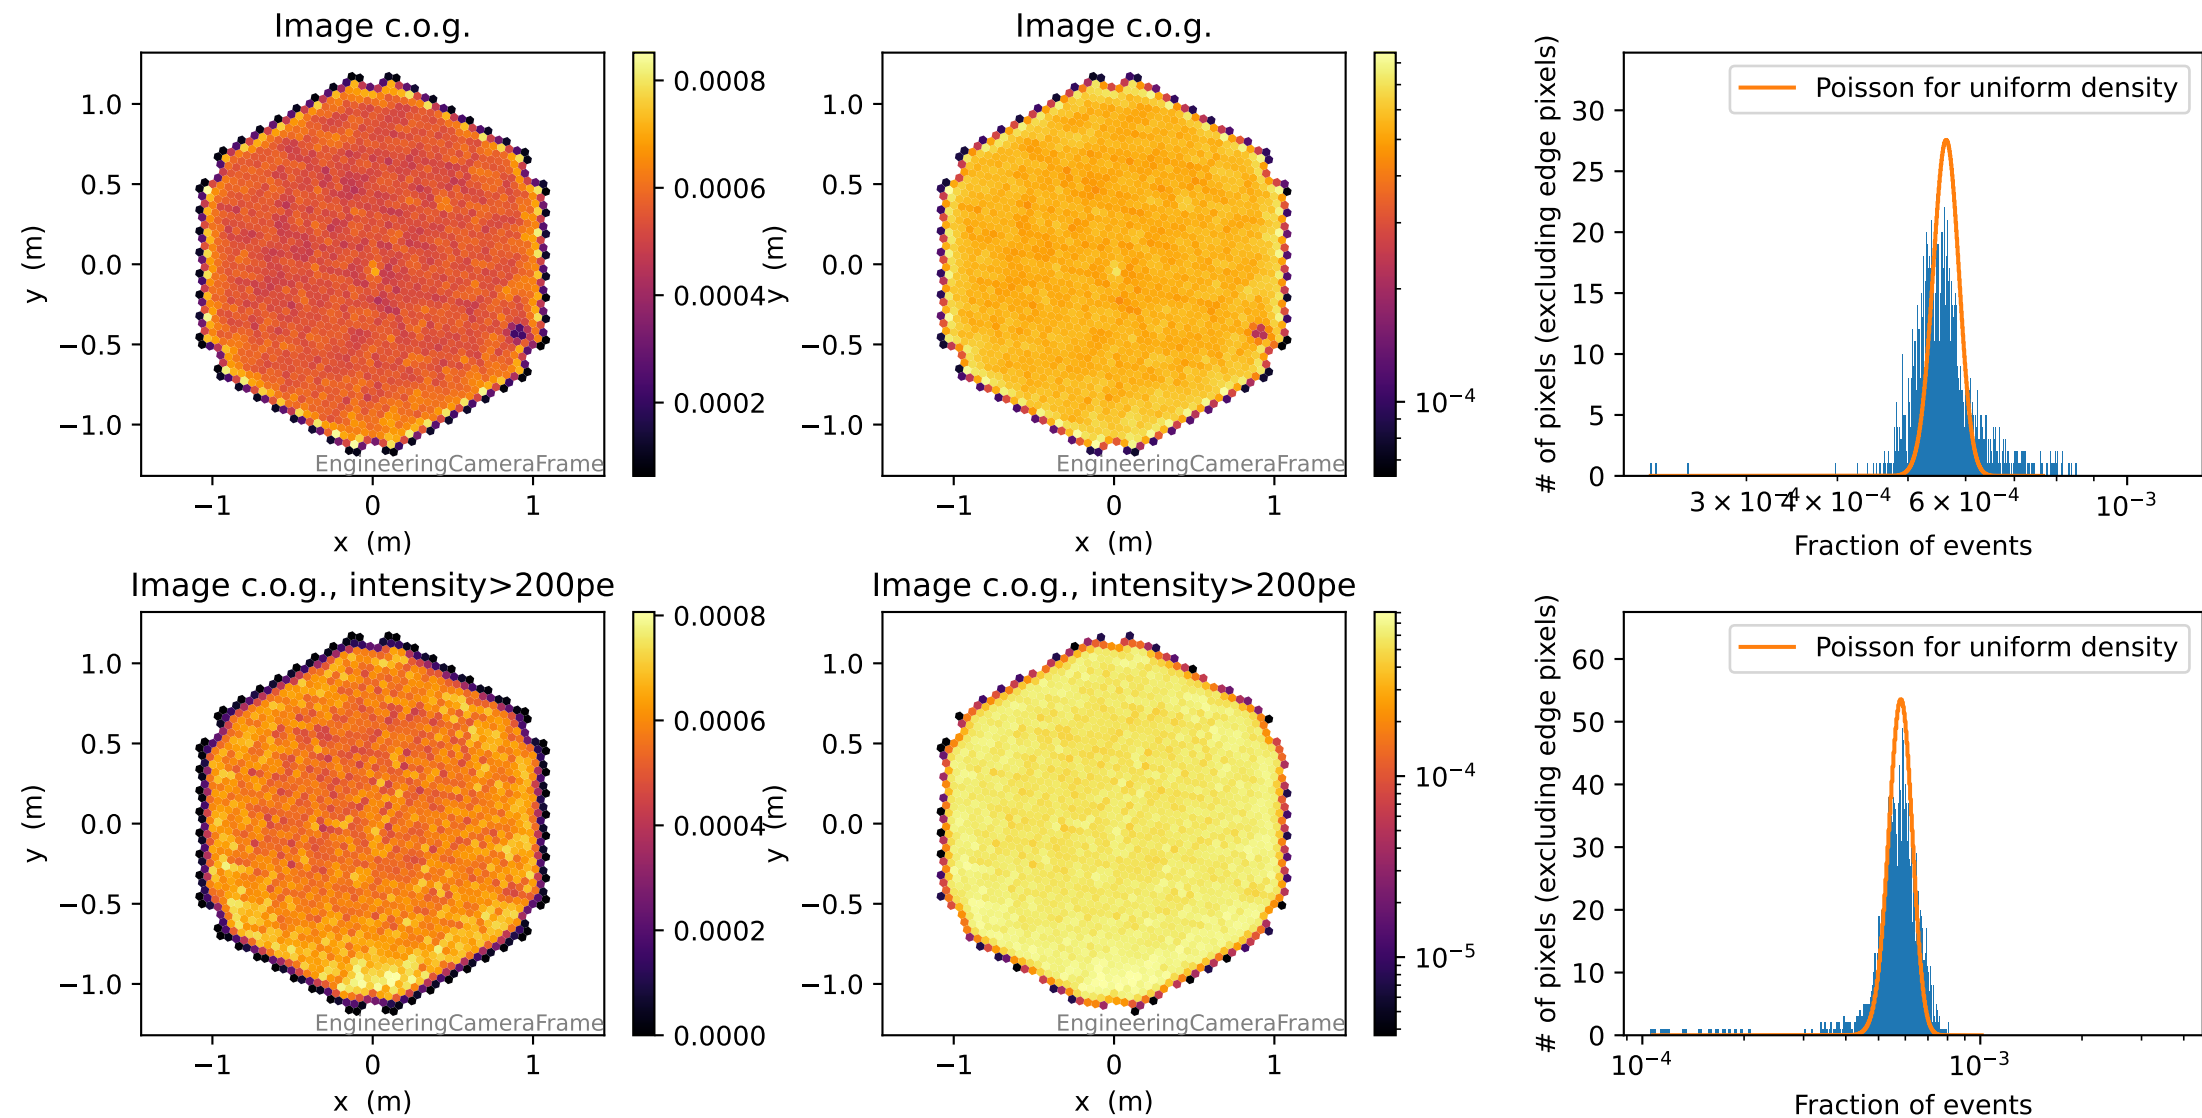 Image c.o.g.
y (m)
1.0
0.5
0.0
−0.5
−1.0
EngineeringCameraFrame
−1 0 1
x (m)
0.0008
0.0006
0.0004
0.0002
Image c.o.g.
y (m)
1.0
0.5
0.0
−0.5
−1.0
EngineeringCameraFrame
−1 0 1
x (m)
10⁻⁴
# of pixels (excluding edge pixels)
30
25
20
15
10
5
0
Poisson for uniform density
3 × 10⁻⁴ 4 × 10⁻⁴ 6 × 10⁻⁴ 10⁻³
Fraction of events
Image c.o.g., intensity>200pe
y (m)
1.0
0.5
0.0
−0.5
−1.0
EngineeringCameraFrame
−1 0 1
x (m)
0.0008
0.0006
0.0004
0.0002
0.0000
Image c.o.g., intensity>200pe
y (m)
1.0
0.5
0.0
−0.5
−1.0
EngineeringCameraFrame
−1 0 1
x (m)
10⁻⁴
10⁻⁵
# of pixels (excluding edge pixels)
60
50
40
30
20
10
0
Poisson for uniform density
10⁻⁴ 10⁻³
Fraction of events